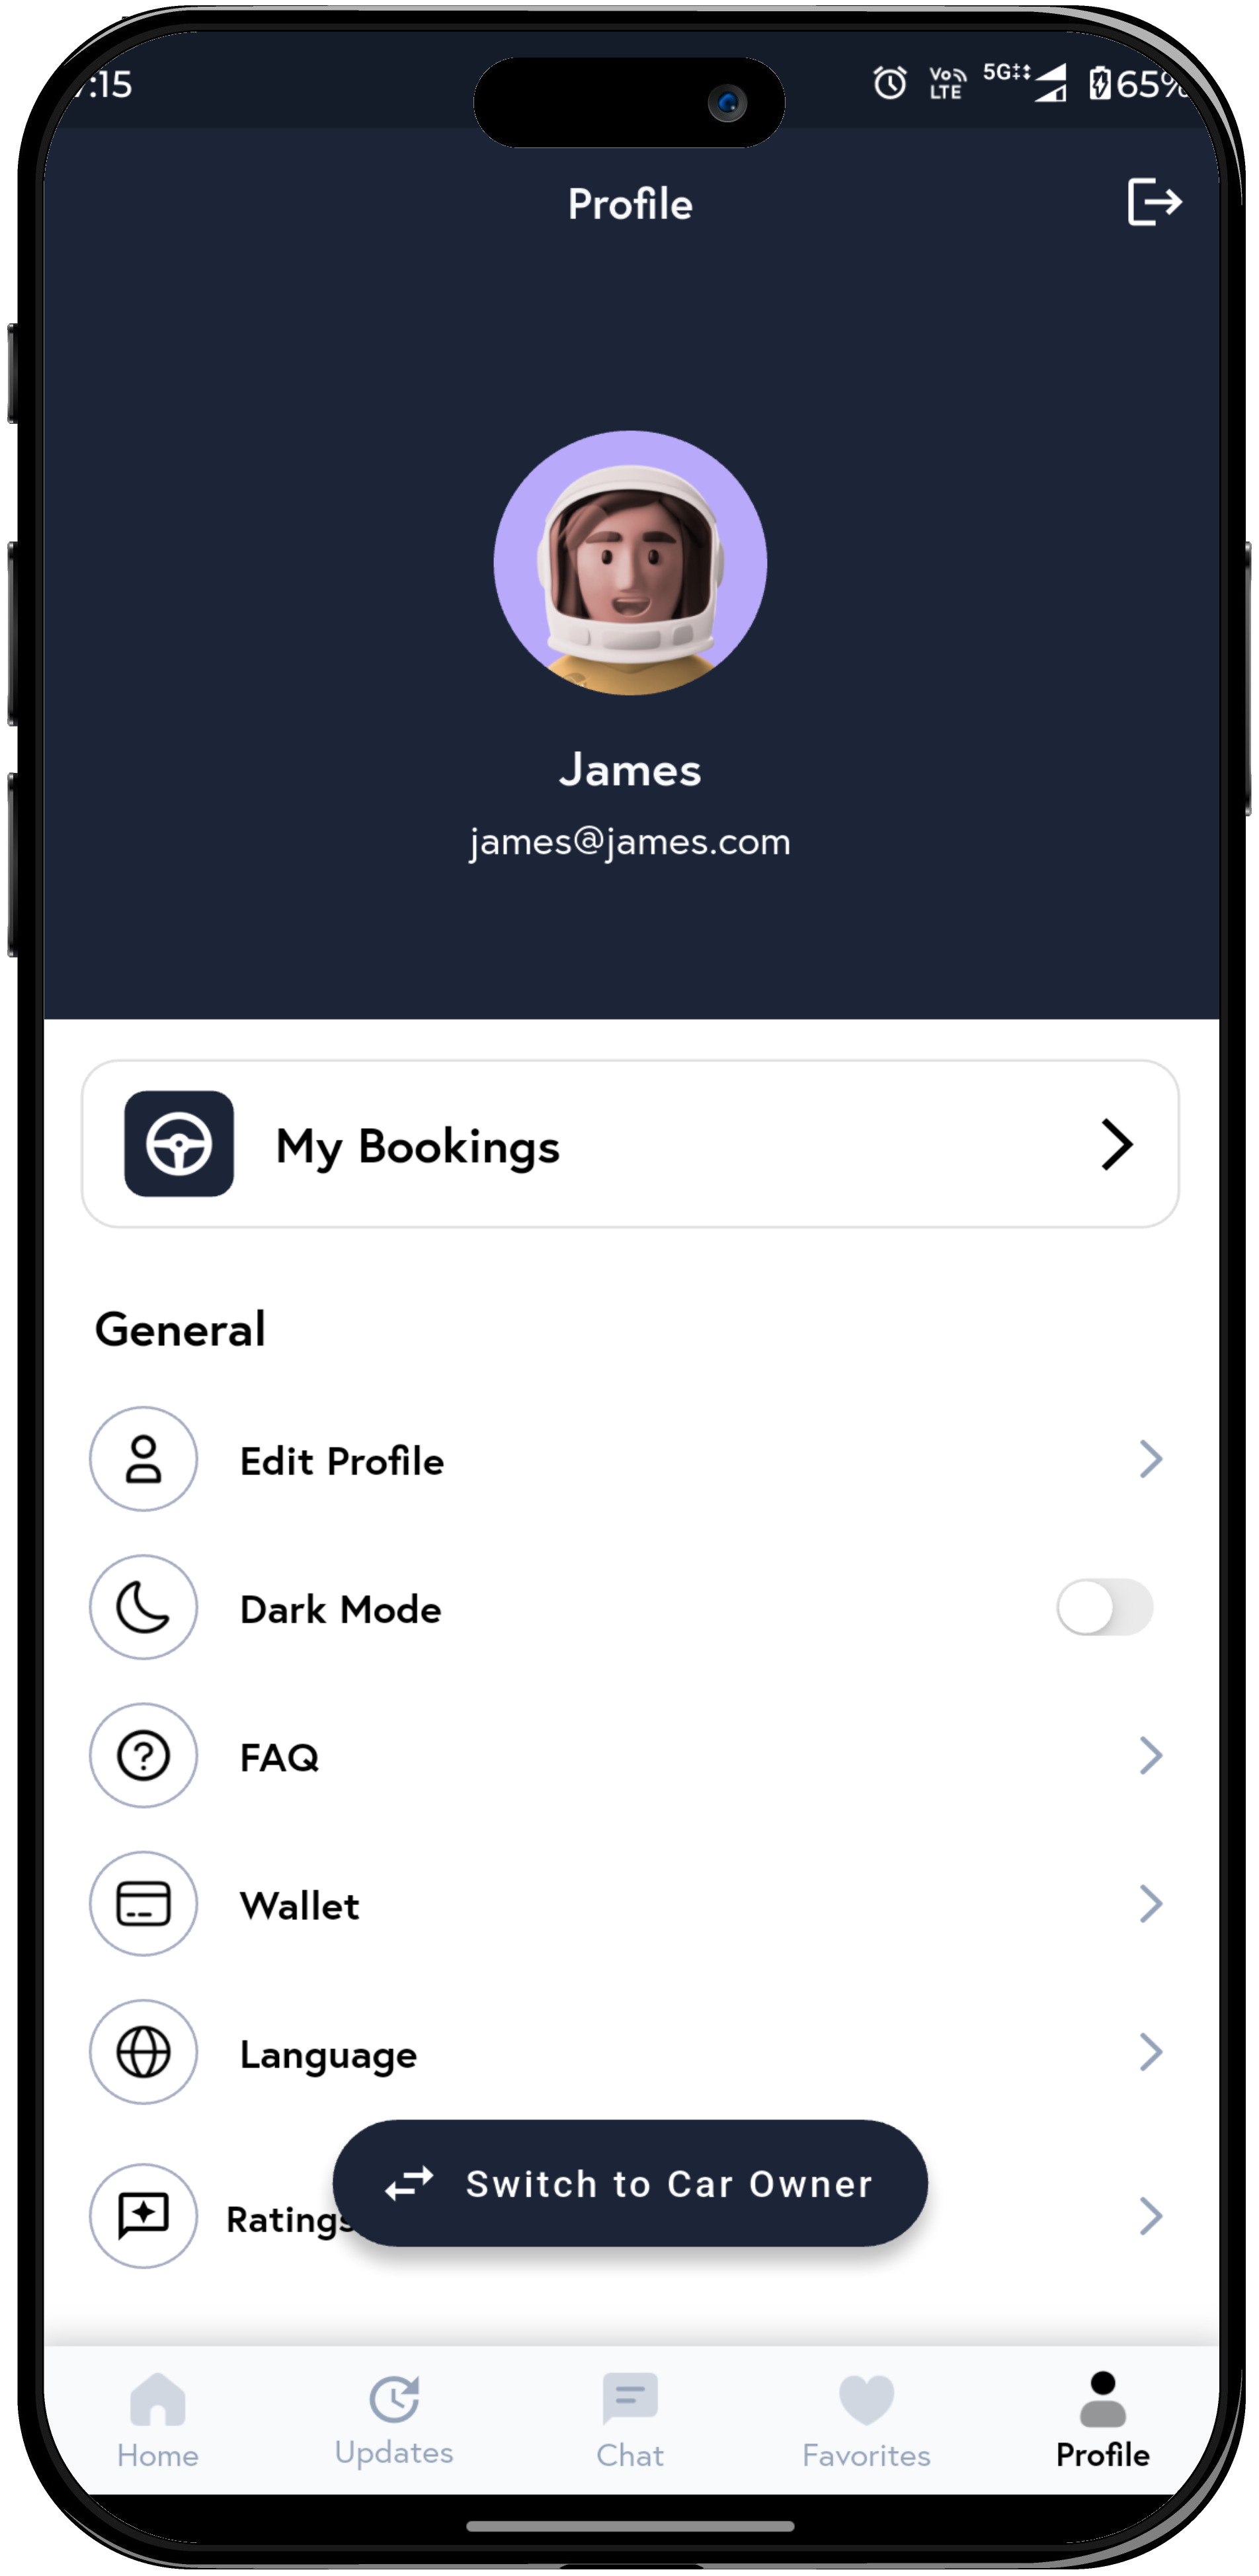 :15
Vo LTE 5G 65%
Profile
James
james@james.com
My Bookings
General
Edit Profile
Dark Mode
FAQ
Wallet
Language
Switch to Car Owner
Ratings
Home Updates Chat Favorites Profile